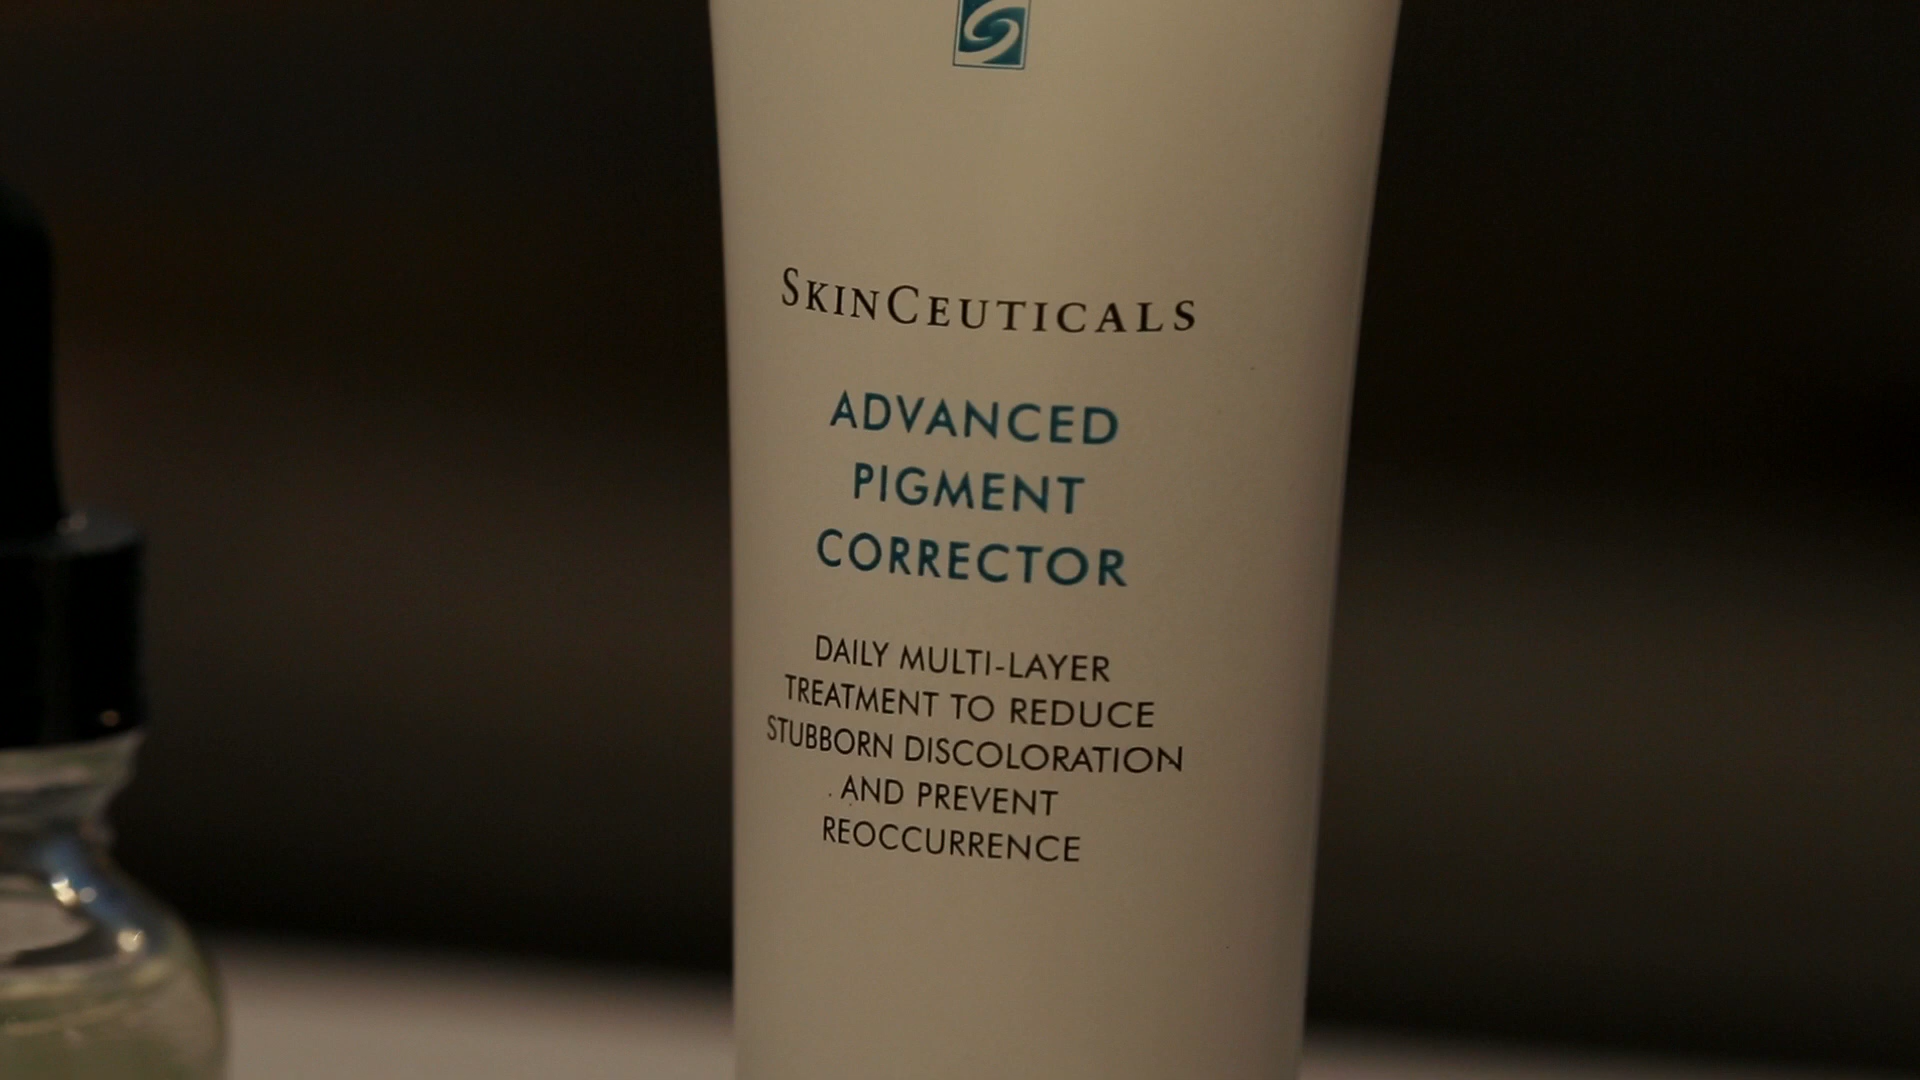 SKINCEUTICALS
ADVANCED
PIGMENT
CORRECTOR
DAILY MULTI-LAYER
TREATMENT TO REDUCE
STUBBORN DISCOLORATION
AND PREVENT
REOCCURRENCE